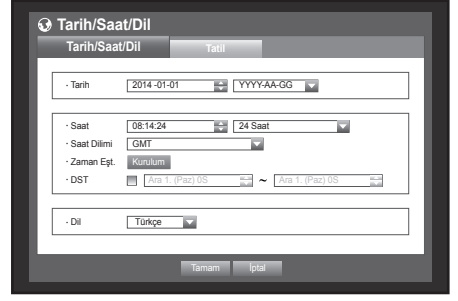 Tarih/Saat/Dil
Tarih/Saat/Dil Tatil
· Tarih 2014 -01-01 YYYY-AA-GG
· Saat 08:14:24 24 Saat
· Saat Dilimi GMT
· Zaman Eşt. Kurulum
· DST Ara 1. (Paz) 0S ~ Ara 1. (Paz) 0S
· Dil Türkçe
Tamam İptal